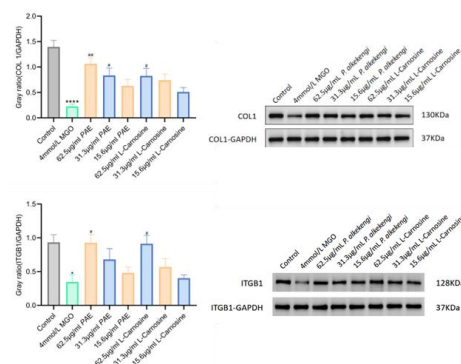 Gray ratio(COL 1/GAPDH)
2.0
1.5
1.0
0.5
0.0
****
**
*
*
Control
4mmol/L MGO
62.5μg/ml PAE
31.3μg/ml PAE
15.6μg/ml PAE
62.5μg/ml L-Carnosine
31.3μg/ml L-Carnosine
15.6μg/ml L-Carnosine
Control
4mmol/L MGO
62.5μg/mL P. alkekengi
31.3μg/mL P. alkekengi
15.6μg/mL P. alkekengi
62.5μg/mL L-Carnosine
31.3μg/mL L-Carnosine
15.6μg/mL L-Carnosine
COL1 130KDa
COL1-GAPDH 37KDa
Gray ratio(ITGB1/GAPDH)
1.5
1.0
0.5
0.0
*
*
*
Control
4mmol/L MGO
62.5μg/ml PAE
31.3μg/ml PAE
15.6μg/ml PAE
62.5μg/ml L-Carnosine
31.3μg/ml L-Carnosine
15.6μg/ml L-Carnosine
Control
4mmol/L MGO
62.5μg/mL P. alkekengi
31.3μg/mL P. alkekengi
15.6μg/mL P. alkekengi
62.5μg/mL L-Carnosine
31.3μg/mL L-Carnosine
15.6μg/mL L-Carnosine
ITGB1 128KDa
ITGB1-GAPDH 37KDa